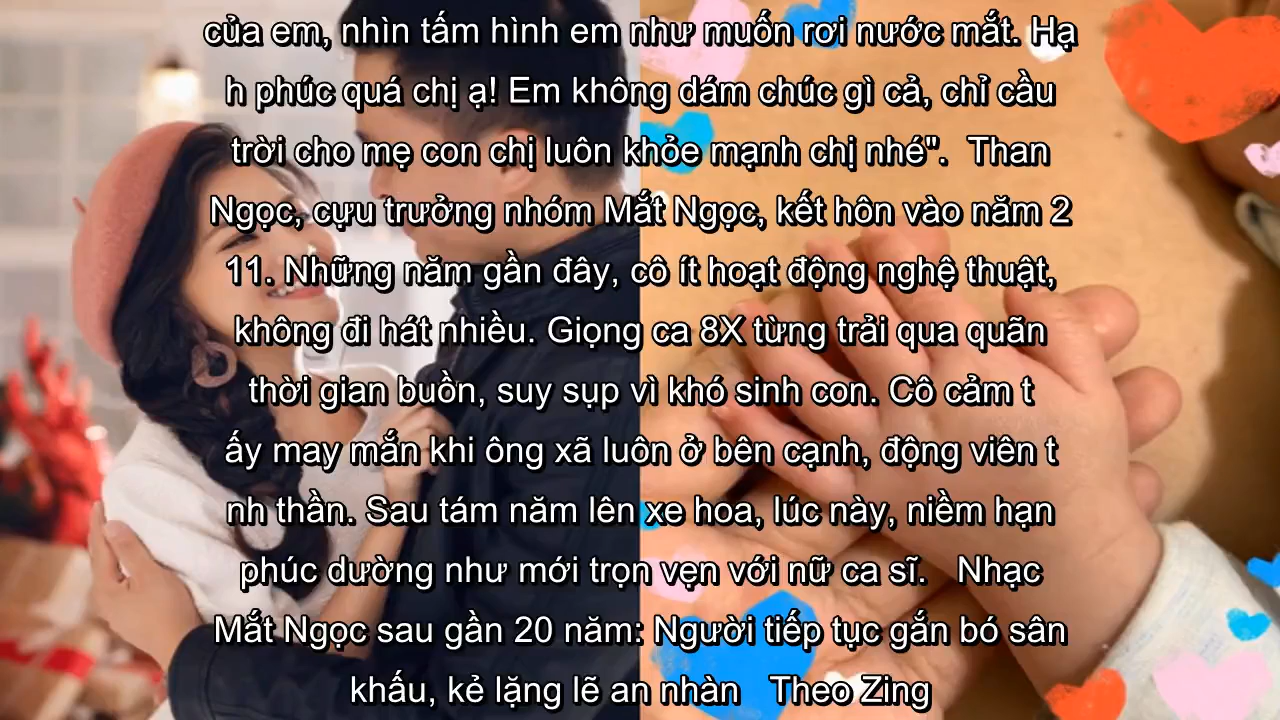 của em, nhìn tấm hình em như muốn rơi nước mắt. Hạ
h phúc quá chị ạ! Em không dám chúc gì cả, chỉ cầu
trời cho mẹ con chị luôn khỏe mạnh chị nhé".  Than
Ngọc, cựu trưởng nhóm Mắt Ngọc, kết hôn vào năm 2
11. Những năm gần đây, cô ít hoạt động nghệ thuật,
không đi hát nhiều. Giọng ca 8X từng trải qua quãn
thời gian buồn, suy sụp vì khó sinh con. Cô cảm t
ấy may mắn khi ông xã luôn ở bên cạnh, động viên t
nh thần. Sau tám năm lên xe hoa, lúc này, niềm hạn
phúc dường như mới trọn vẹn với nữ ca sĩ.   Nhạc
Mắt Ngọc sau gần 20 năm: Người tiếp tục gắn bó sân
khấu, kẻ lặng lẽ an nhàn   Theo Zing